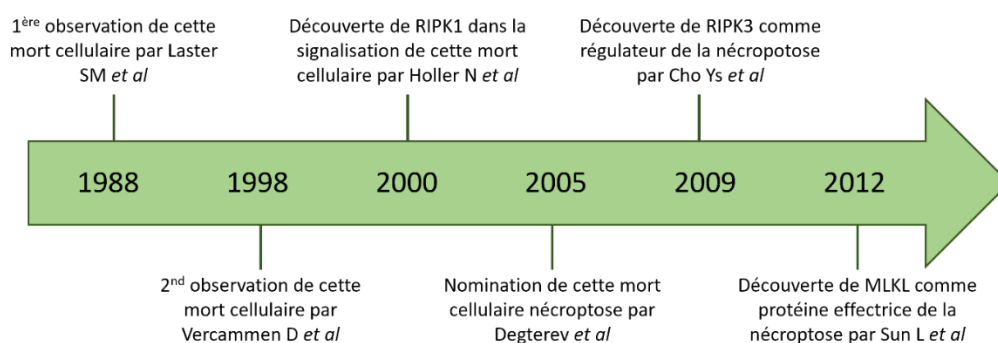 1ère observation de cette
mort cellulaire par Laster
SM et al
Découverte de RIPK1 dans la
signalisation de cette mort
cellulaire par Holler N et al
Découverte de RIPK3 comme
régulateur de la nécropotose
par Cho Ys et al
1988
1998
2000
2005
2009
2012
2nd observation de cette
mort cellulaire par
Vercammen D et al
Nomination de cette mort
cellulaire nécroptose par
Degterev et al
Découverte de MLKL comme
protéine effectrice de la
nécroptose par Sun L et al